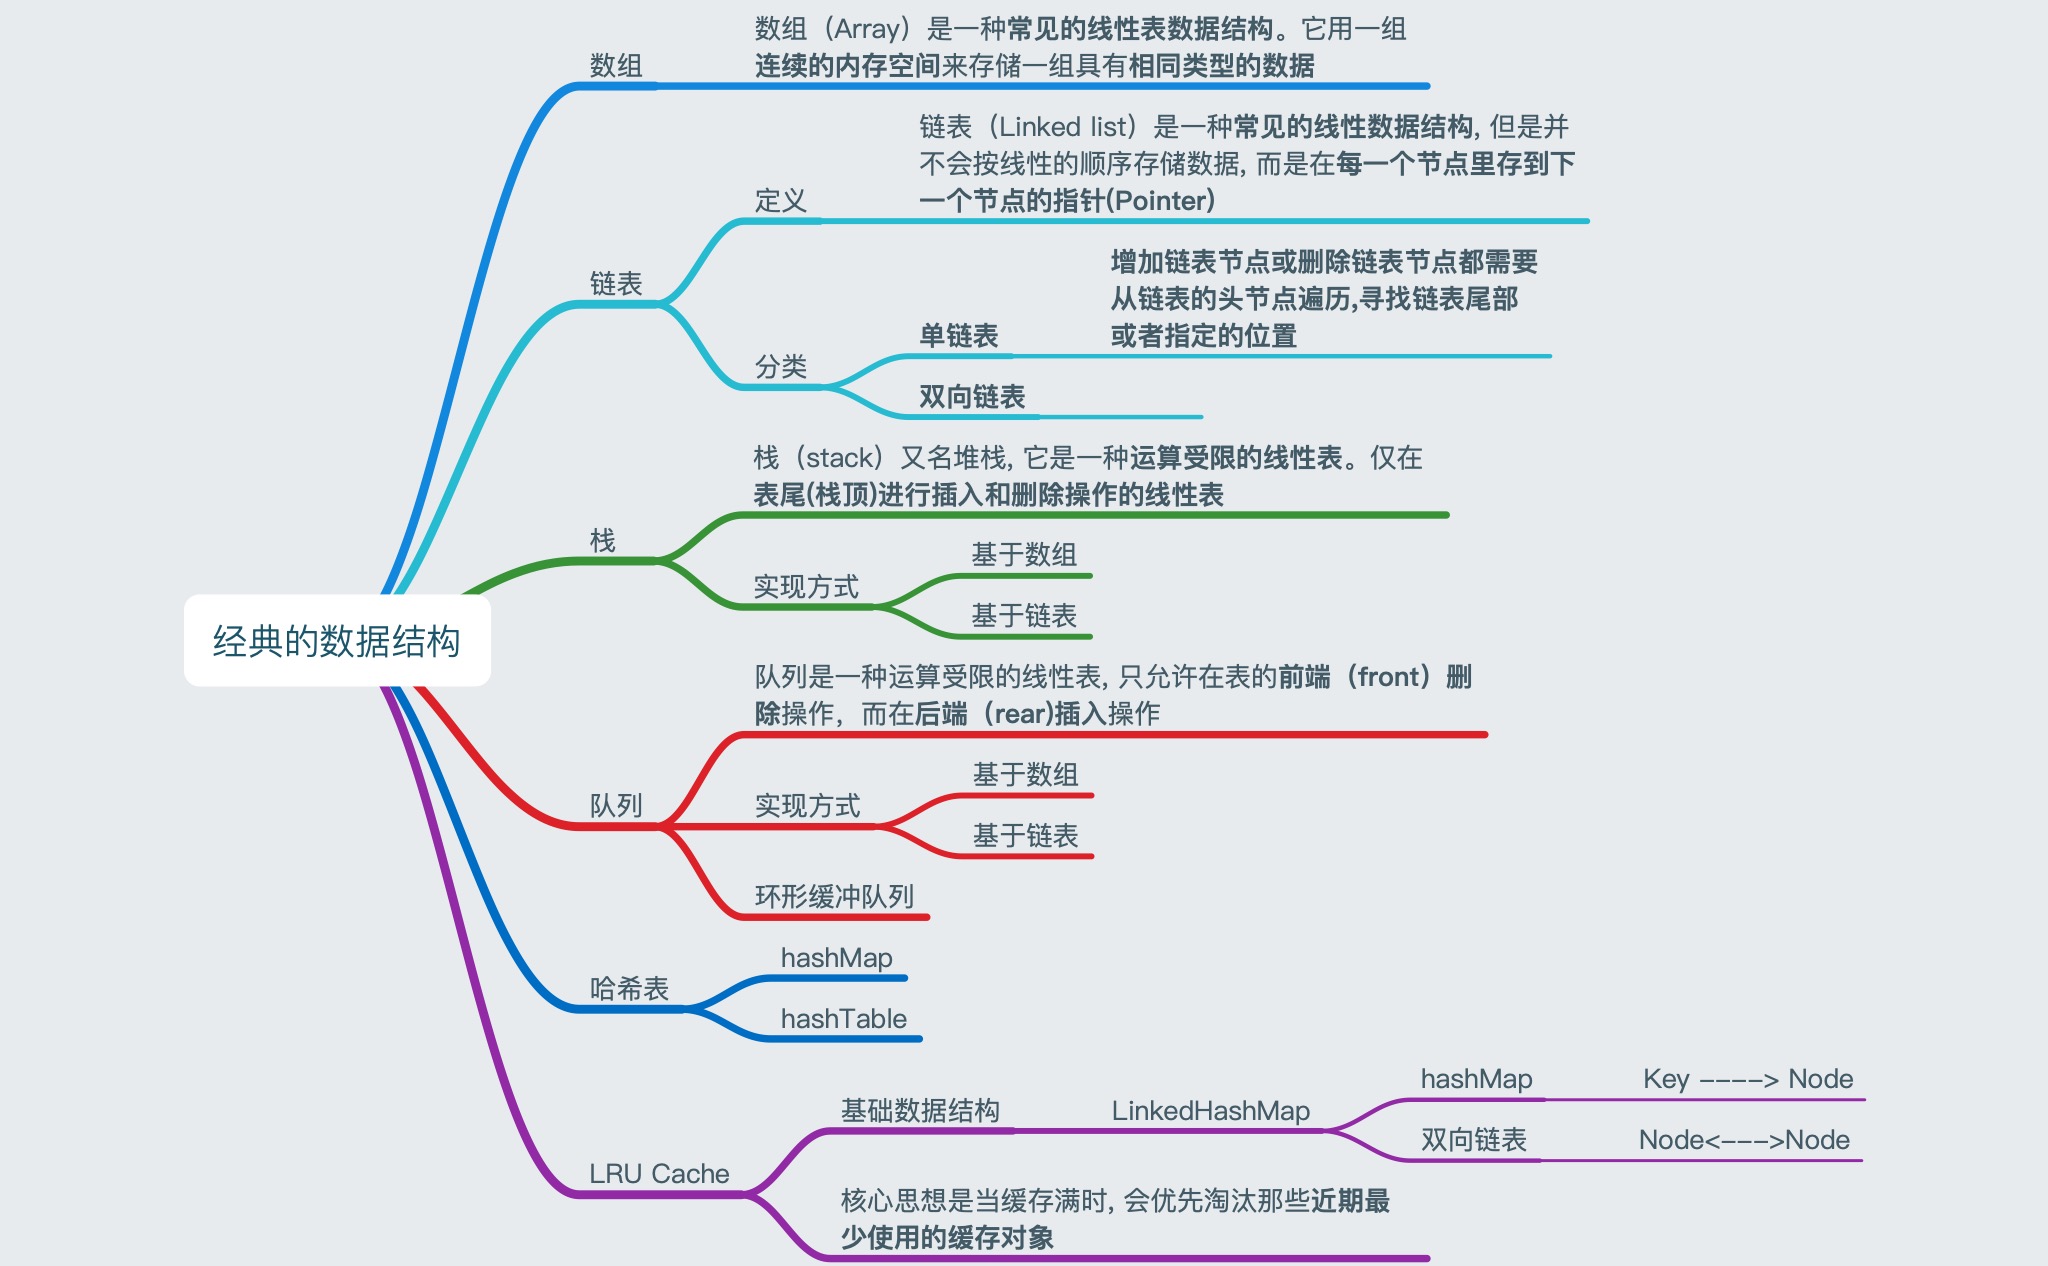 数组（Array）是一种常见的线性表数据结构。它用一组
连续的内存空间来存储一组具有相同类型的数据
数组
链表（Linked list）是一种常见的线性数据结构, 但是并
不会按线性的顺序存储数据, 而是在每一个节点里存到下
一个节点的指针(Pointer)
定义
链表
增加链表节点或删除链表节点都需要
从链表的头节点遍历,寻找链表尾部
或者指定的位置
单链表
分类
双向链表
栈（stack）又名堆栈, 它是一种运算受限的线性表。仅在
表尾(栈顶)进行插入和删除操作的线性表
栈
实现方式
基于数组
基于链表
经典的数据结构
队列是一种运算受限的线性表, 只允许在表的前端（front）删
除操作，而在后端（rear)插入操作
队列
实现方式
基于数组
基于链表
环形缓冲队列
哈希表
hashMap
hashTable
LRU Cache
基础数据结构
LinkedHashMap
hashMap
Key ----> Node
双向链表
Node<--->Node
核心思想是当缓存满时, 会优先淘汰那些近期最
少使用的缓存对象